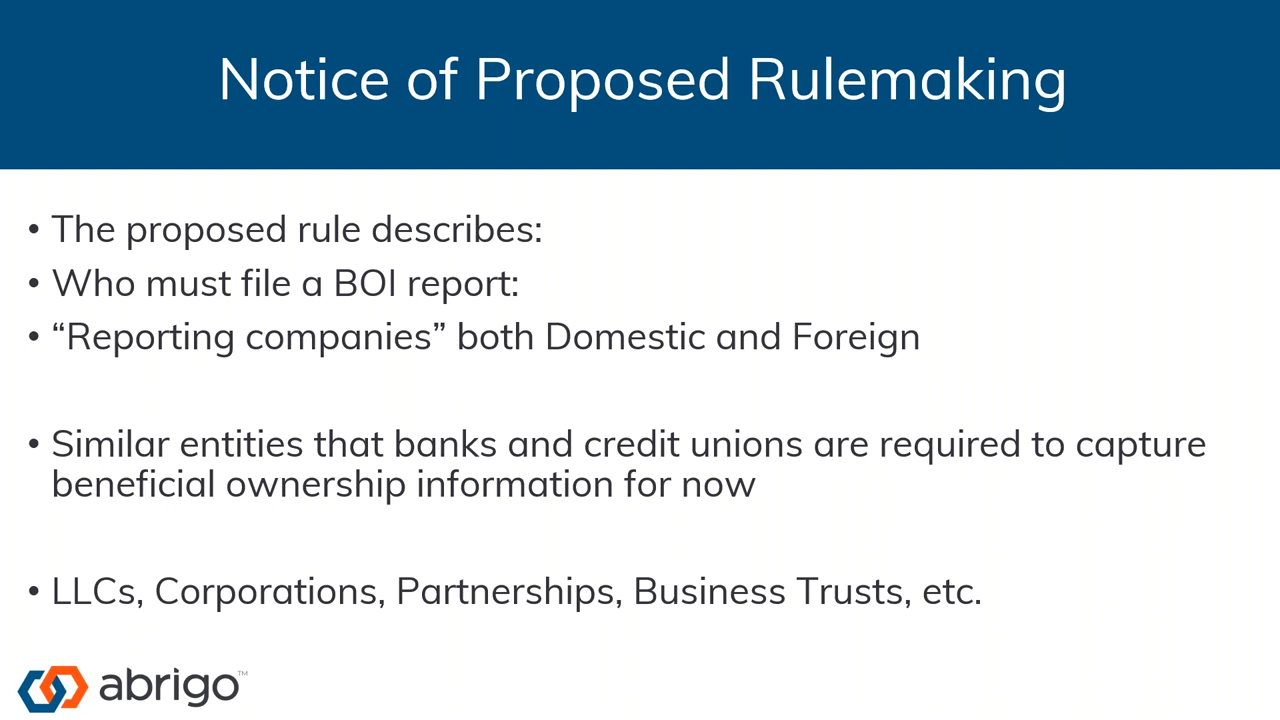 Notice of Proposed Rulemaking
• The proposed rule describes:
• Who must file a BOI report:
• “Reporting companies” both Domestic and Foreign
• Similar entities that banks and credit unions are required to capture
beneficial ownership information for now
• LLCs, Corporations, Partnerships, Business Trusts, etc.
abrigo™